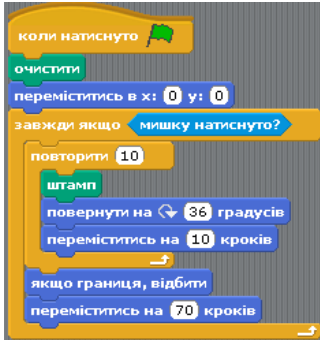 коли натиснуто
очистити
переміститись в x: 0 y: 0
завжди якщо мишку натиснуто?
повторити 10
штамп
повернути на 36 градусів
переміститись на 10 кроків
якщо границя, відбити
переміститись на 70 кроків